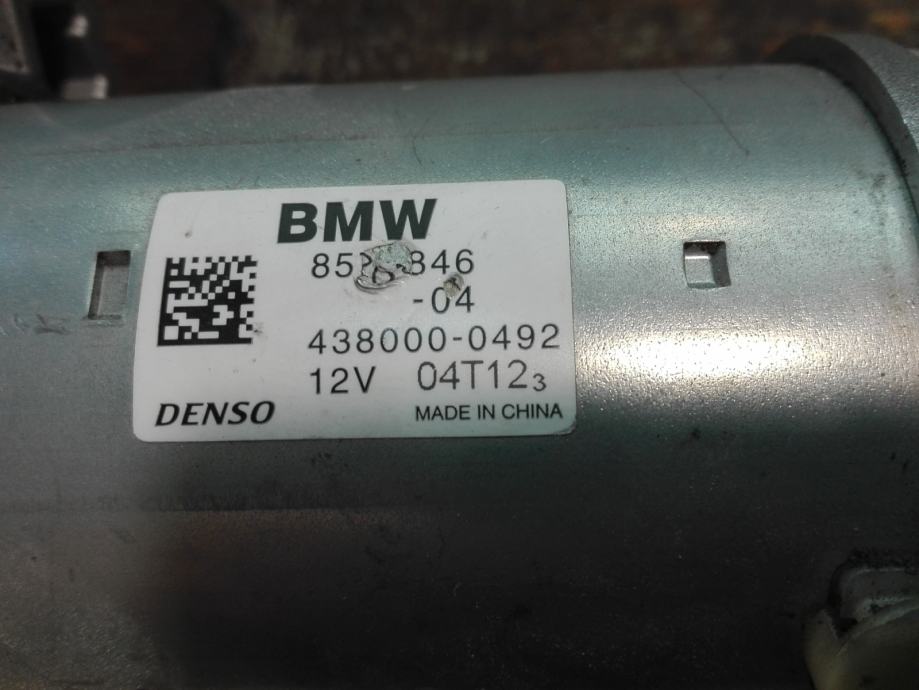 BMW
-04
438000-0492
12V 04T123
DENSO
MADE IN CHINA